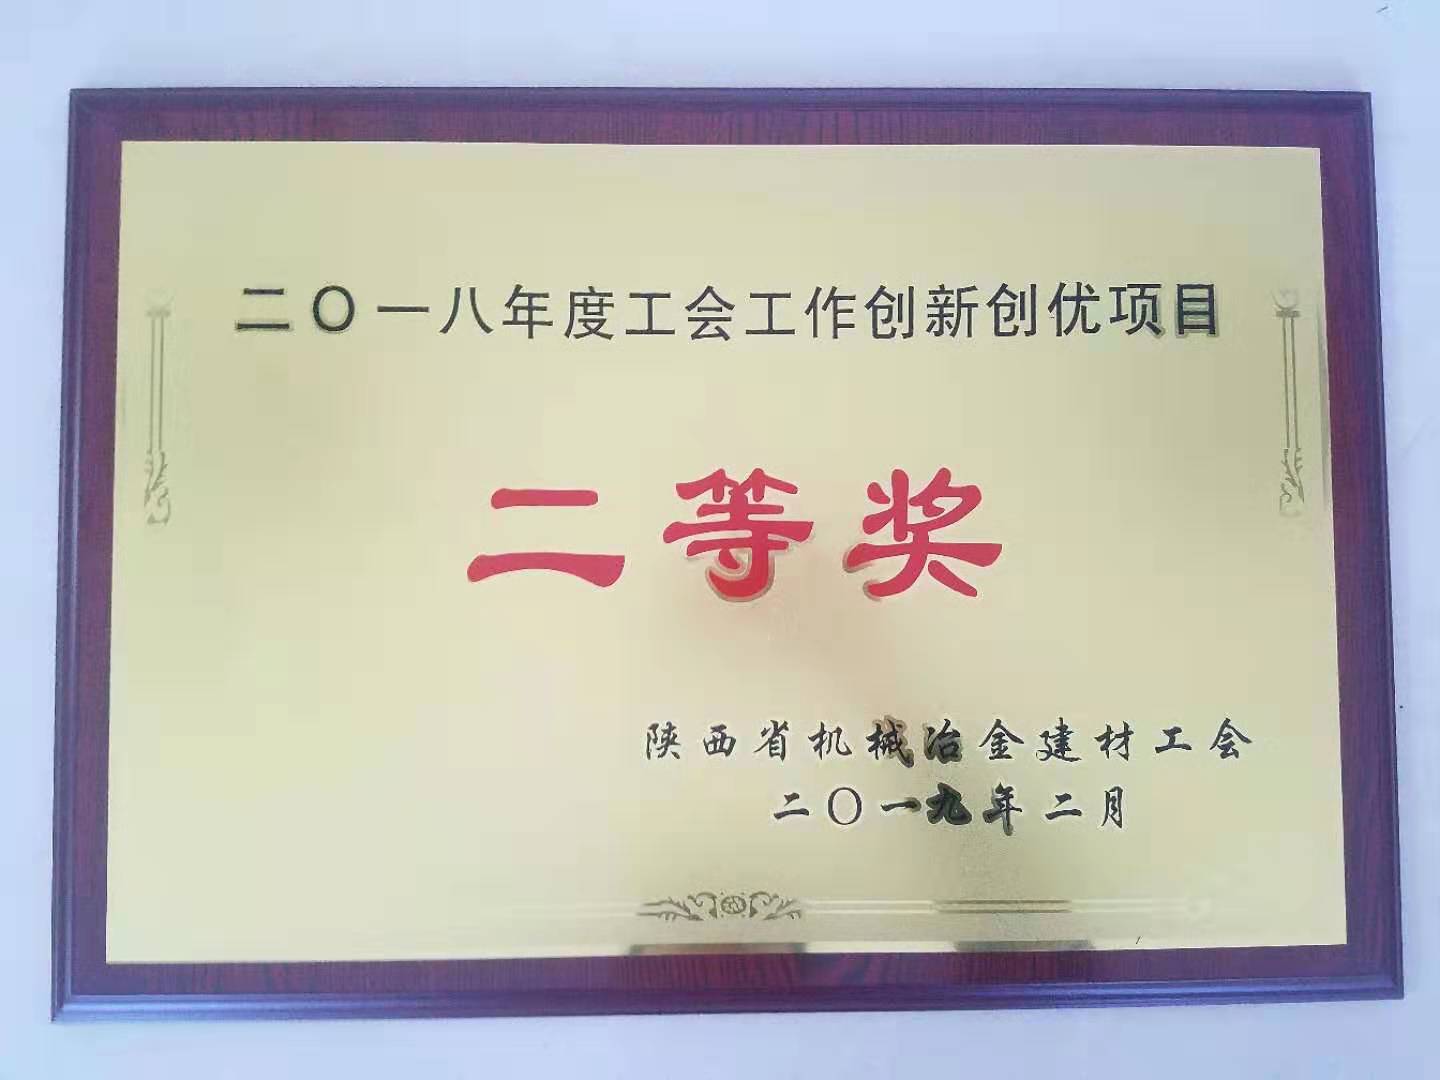 二〇一八年度工会工作创新创优项目
二等奖
陕西省机械冶金建材工会
二〇一九年二月